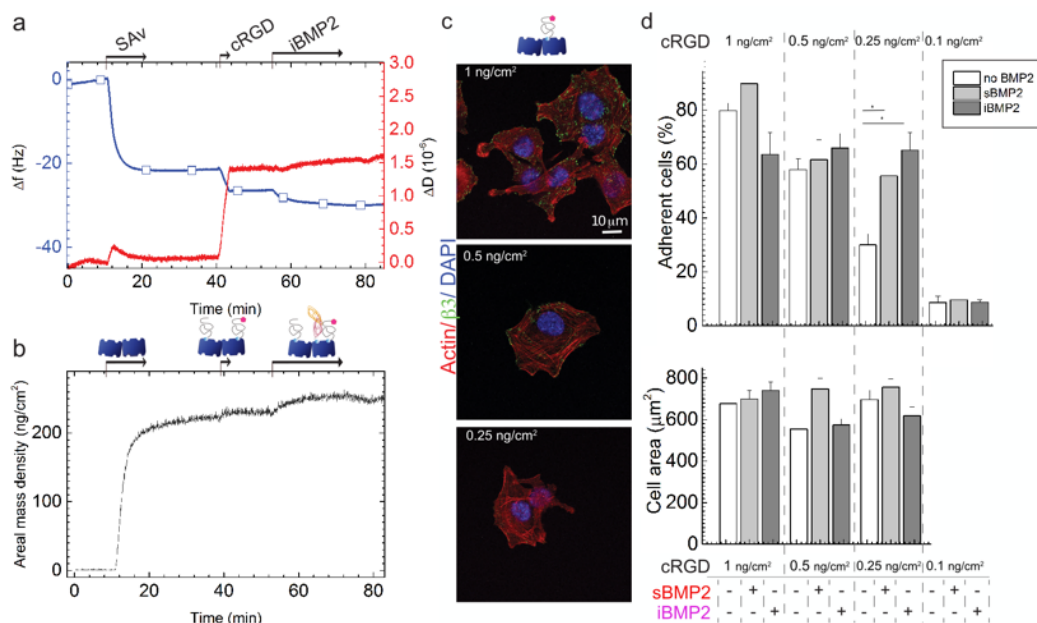 a
SAv
cRGD
iBMP2
0
-20
-40
Δf (Hz)
3.0
2.5
2.0
1.5
1.0
0.5
0.0
ΔD (10-6)
0 20 40 60 80
Time (min)
b
200
100
0
Areal mass density (ng/cm²)
0 20 40 60 80
Time (min)
c
Actin/β3/ DAPI
1 ng/cm²
10 μm
0.5 ng/cm²
0.25 ng/cm²
d
cRGD 1 ng/cm² 0.5 ng/cm² 0.25 ng/cm² 0.1 ng/cm²
no BMP2
sBMP2
iBMP2
80
60
40
20
0
Adherent cells (%)
* *
800
600
400
200
0
Cell area (μm²)
cRGD 1 ng/cm² 0.5 ng/cm² 0.25 ng/cm² 0.1 ng/cm²
sBMP2 - + - - + - - + - - + -
iBMP2 - - + - - + - - + - - +